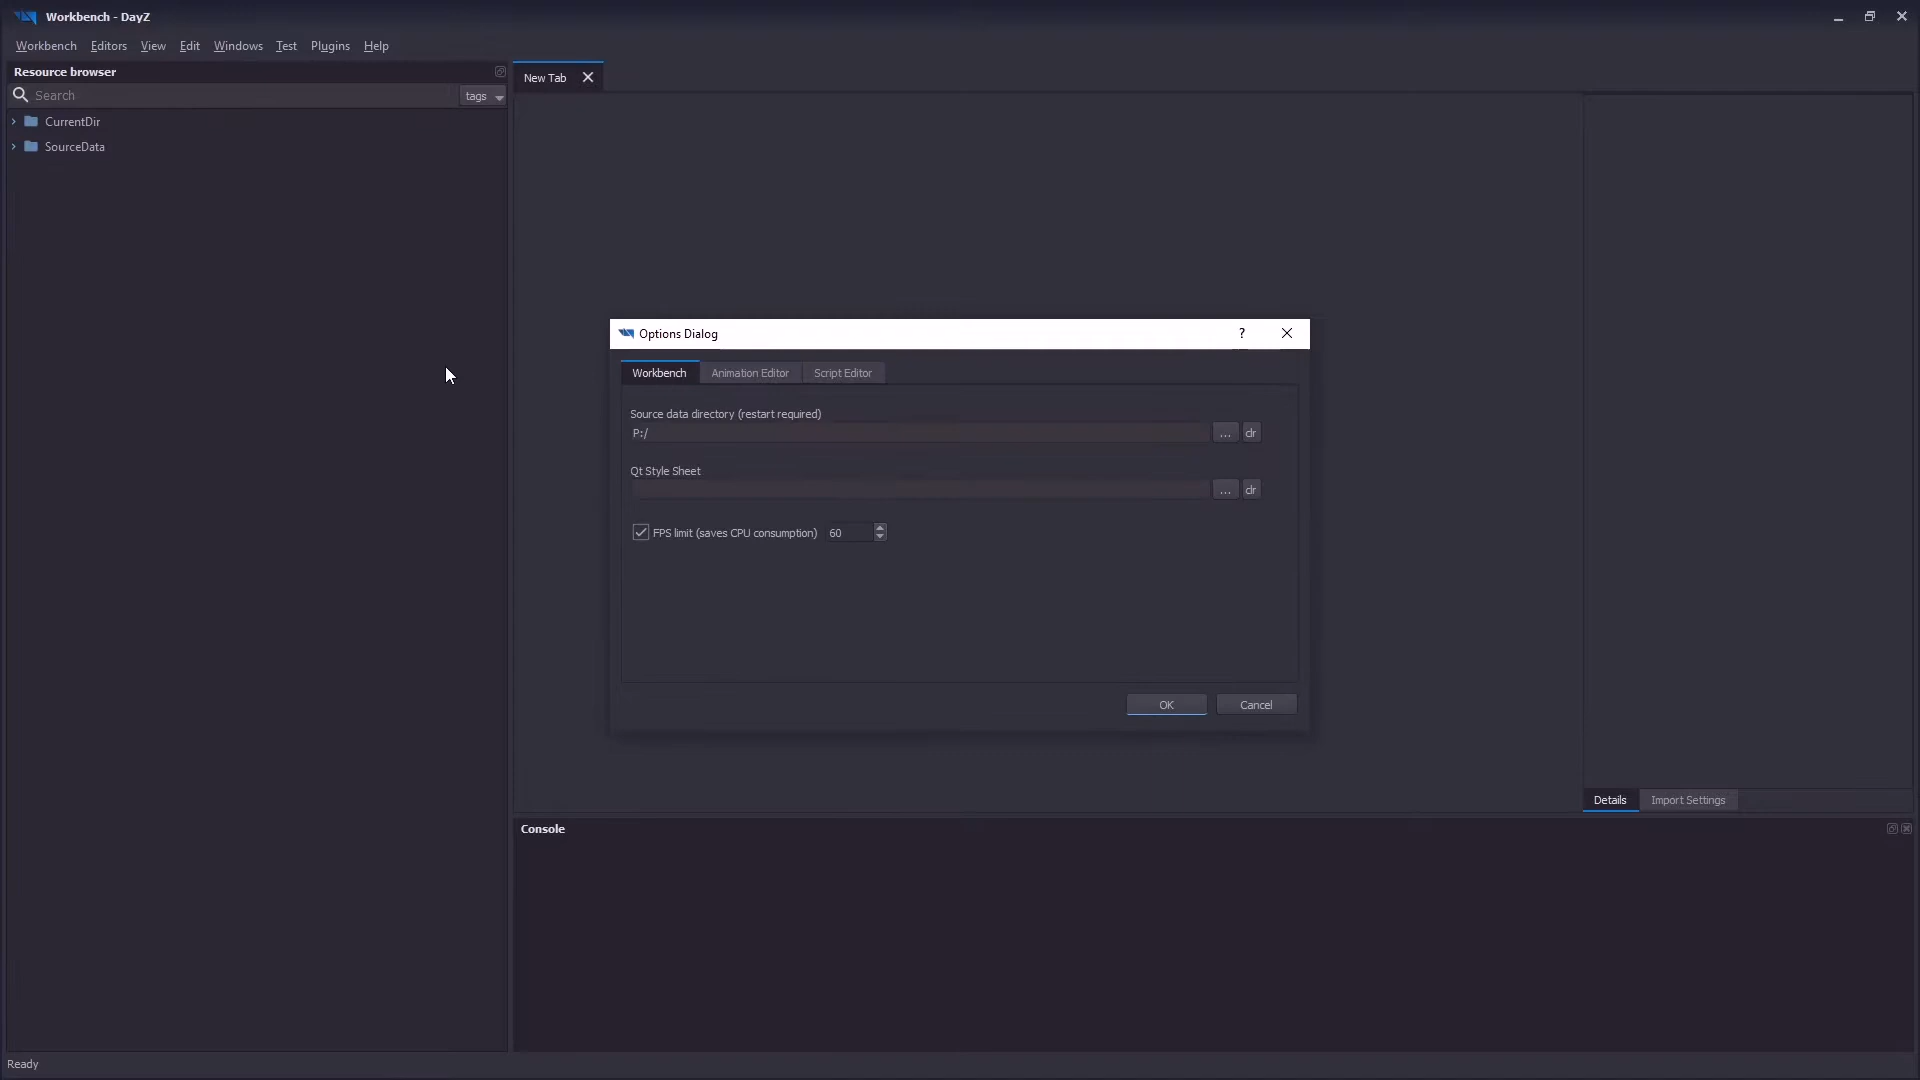 Workbench - DayZ
Workbench Editors View Edit Windows Test Plugins Help
Resource browser
Search
tags
CurrentDir
SourceData
New Tab
Options Dialog
?
Workbench Animation Editor Script Editor
Source data directory (restart required)
P:/
... clr
Qt Style Sheet
... clr
FPS limit (saves CPU consumption) 60
OK Cancel
Details Import Settings
Console
Ready